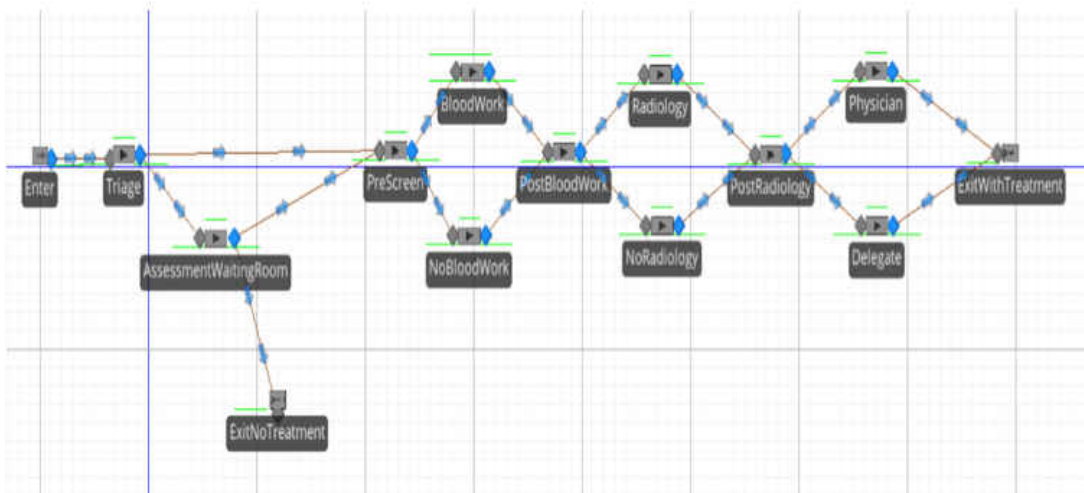 BloodWork
Radiology
Physician
Enter
Triage
PreScreen
PostBloodWork
PostRadiology
ExitWithTreatment
AssessmentWaitingRoom
NoBloodWork
NoRadiology
Delegate
ExitNoTreatment